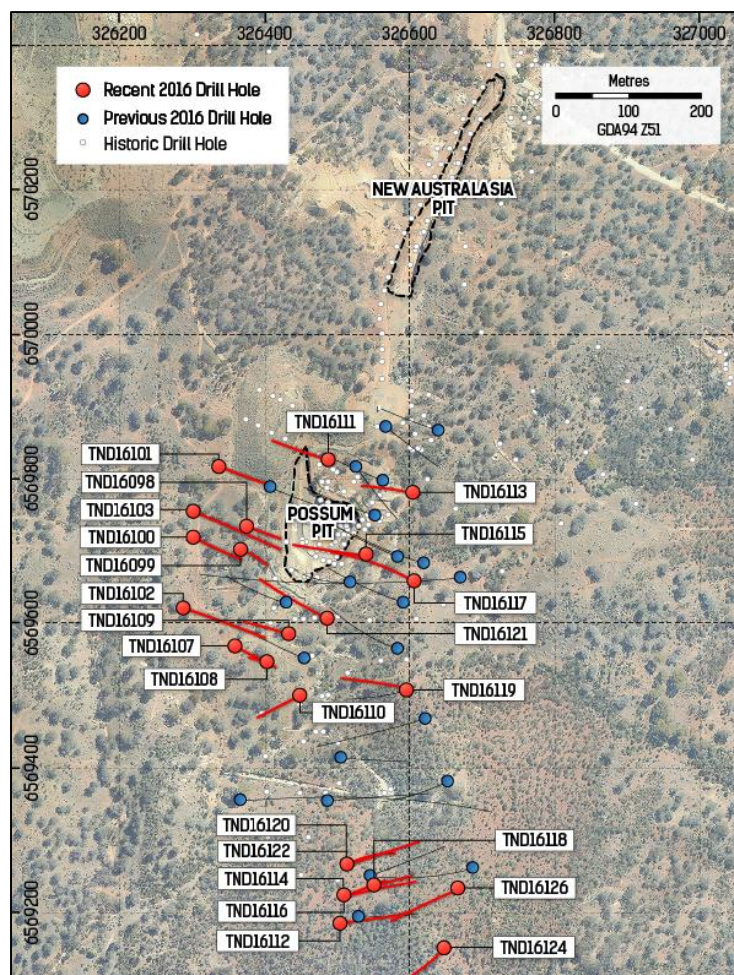 326200
326400
326600
326800
327000
Recent 2016 Drill Hole
Previous 2016 Drill Hole
Historic Drill Hole
Metres
0
100
200
GDA94 Z51
6570200
6570000
6569800
6569600
6569400
6569200
NEW AUSTRALASIA
PIT
TND16111
TND16101
TND16098
TND16103
TND16100
TND16099
TND16102
TND16109
TND16107
TND16108
POSSUM
PIT
TND16113
TND16115
TND16117
TND16121
TND16119
TND16110
TND16120
TND16122
TND16114
TND16116
TND16112
TND16118
TND16126
TND16124